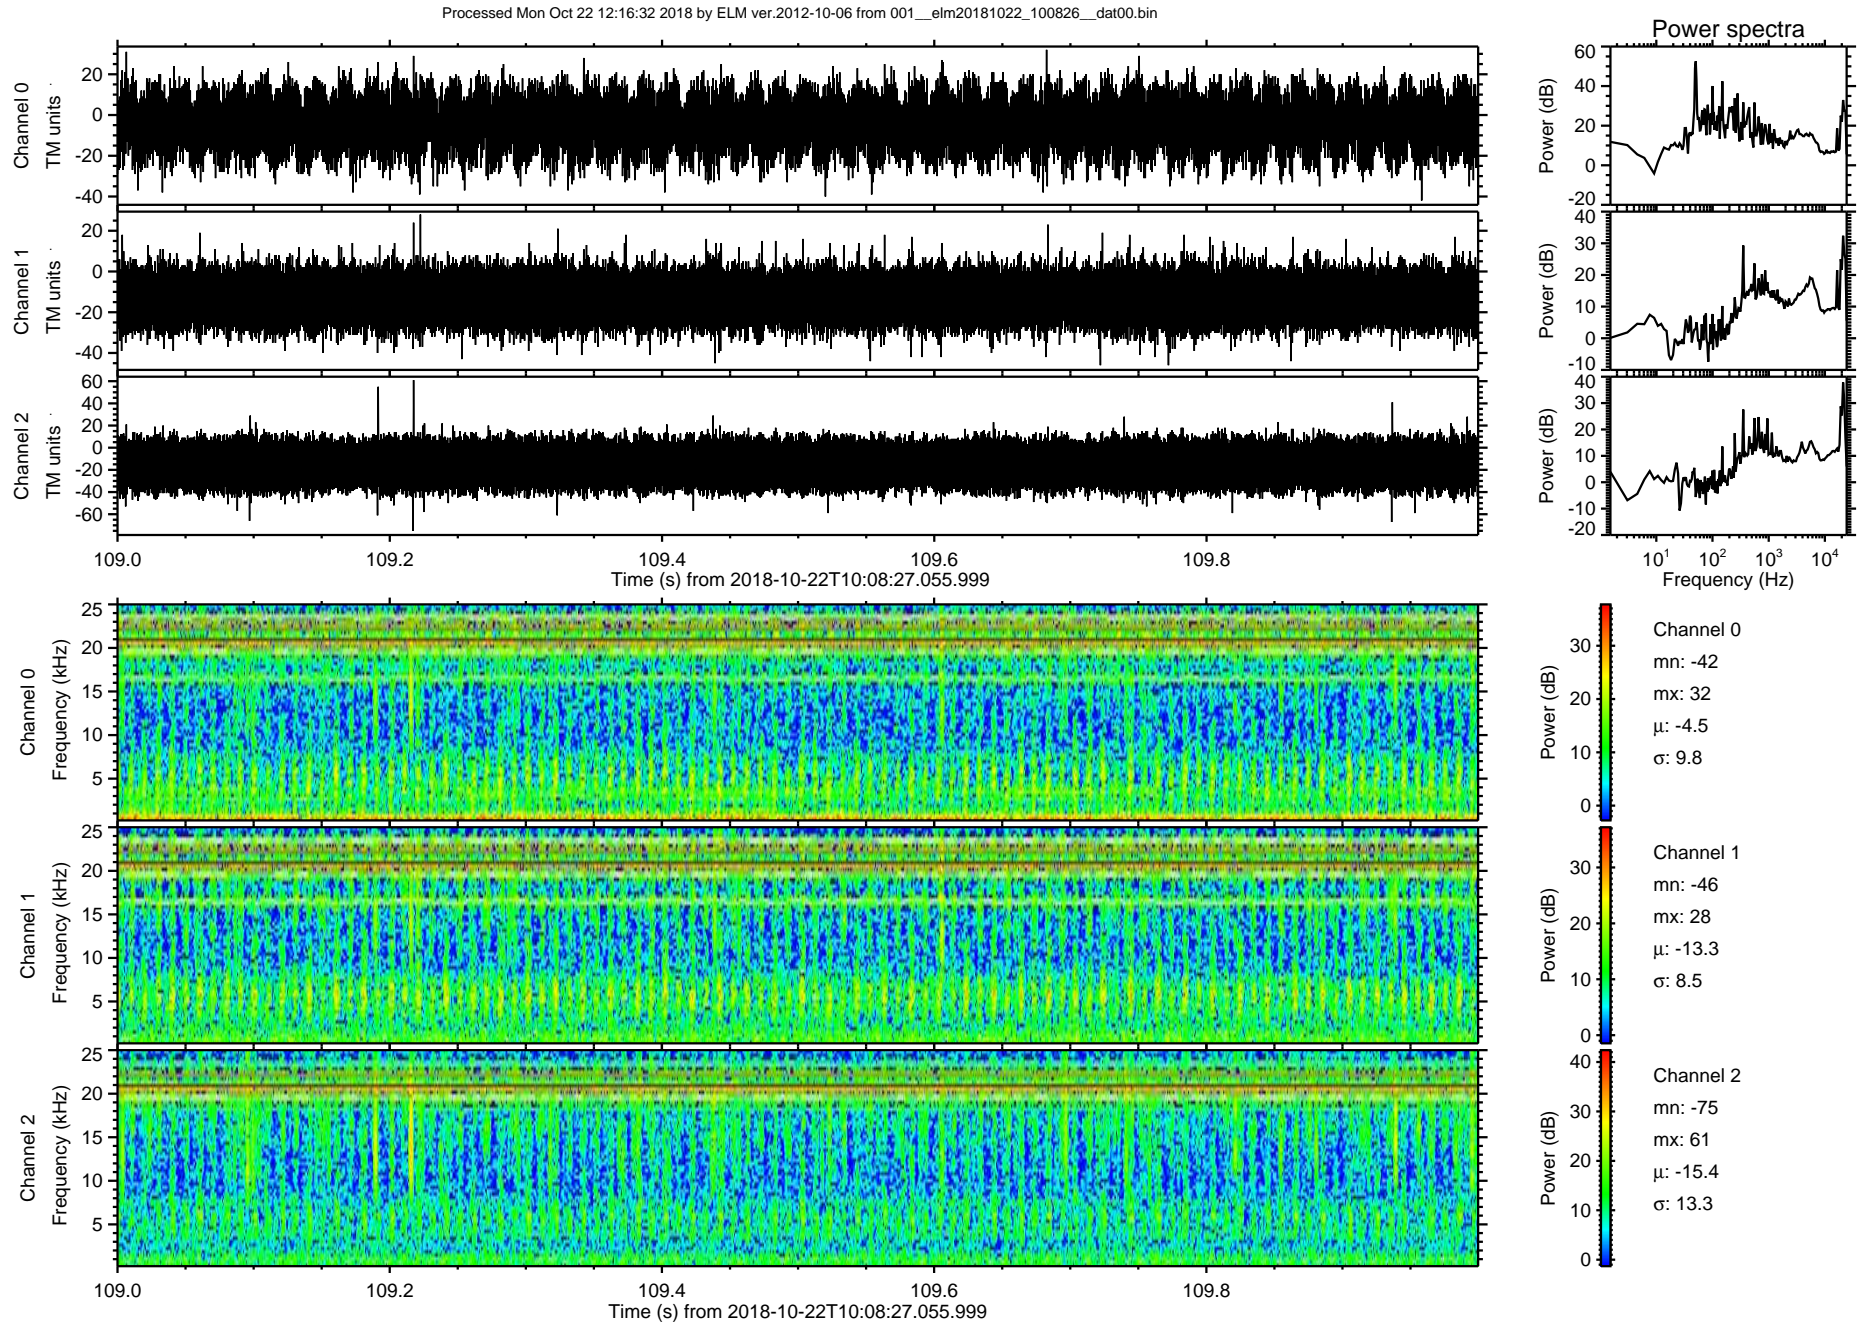 Processed Mon Oct 22 12:16:32 2018 by ELM ver.2012-10-06 from 001__elm20181022_100826__dat00.bin
Power spectra
Channel 0
TM units
20
0
-20
-40
Power (dB)
60
40
20
0
-20
Channel 1
TM units
20
0
-20
-40
Power (dB)
40
30
20
10
0
-10
Channel 2
TM units
60
40
20
0
-20
-40
-60
Power (dB)
40
30
20
10
0
-10
-20
109.0 109.2 109.4 109.6 109.8
Time (s) from 2018-10-22T10:08:27.055.999
10¹ 10² 10³ 10⁴
Frequency (Hz)
Channel 0
Frequency (kHz)
25
20
15
10
5
Power (dB)
30
20
10
0
Channel 0
mn: -42
mx: 32
μ: -4.5
σ: 9.8
Channel 1
Frequency (kHz)
25
20
15
10
5
Power (dB)
30
20
10
0
Channel 1
mn: -46
mx: 28
μ: -13.3
σ: 8.5
Channel 2
Frequency (kHz)
25
20
15
10
5
Power (dB)
40
30
20
10
0
Channel 2
mn: -75
mx: 61
μ: -15.4
σ: 13.3
109.0 109.2 109.4 109.6 109.8
Time (s) from 2018-10-22T10:08:27.055.999